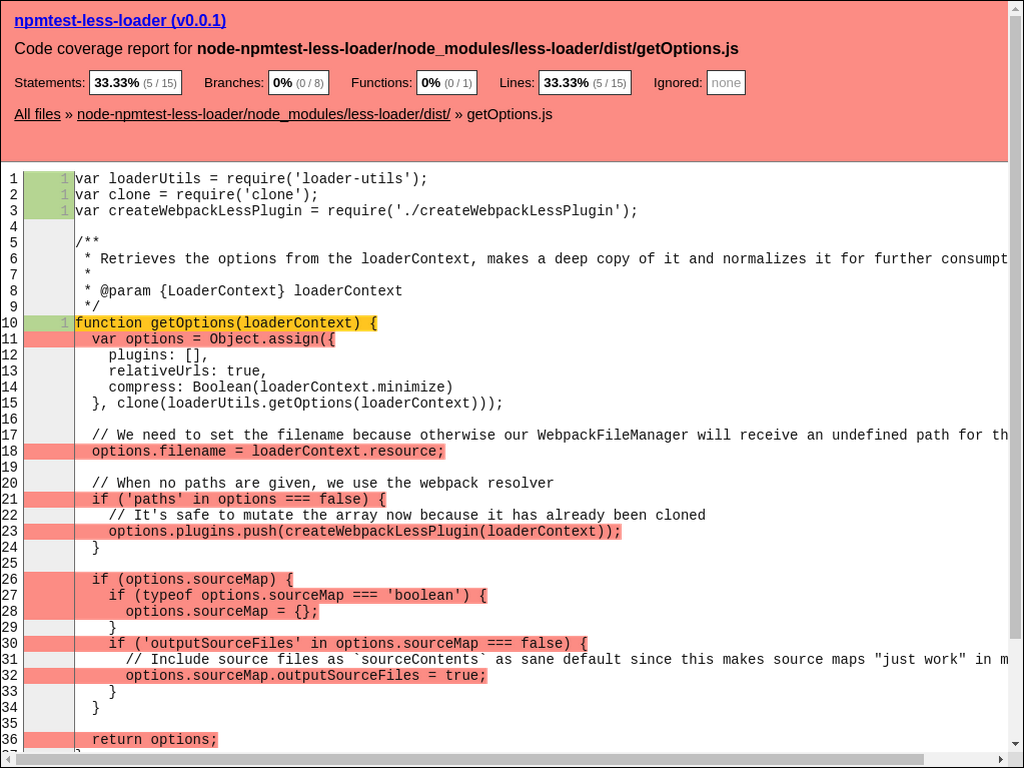 npmtest-less-loader (v0.0.1)
Code coverage report for node-npmtest-less-loader/node_modules/less-loader/dist/getOptions.js
Statements: 33.33% (5 / 15) Branches: 0% (0 / 8) Functions: 0% (0 / 1) Lines: 33.33% (5 / 15) Ignored: none
All files » node-npmtest-less-loader/node_modules/less-loader/dist/ » getOptions.js
1 1 var loaderUtils = require('loader-utils');
2 1 var clone = require('clone');
3 1 var createWebpackLessPlugin = require('./createWebpackLessPlugin');
4
5 /**
6  * Retrieves the options from the loaderContext, makes a deep copy of it and normalizes it for further consumpt
7  *
8  * @param {LoaderContext} loaderContext
9  */
10 1 function getOptions(loaderContext) {
11   var options = Object.assign({
12     plugins: [],
13     relativeUrls: true,
14     compress: Boolean(loaderContext.minimize)
15   }, clone(loaderUtils.getOptions(loaderContext)));
16
17   // We need to set the filename because otherwise our WebpackFileManager will receive an undefined path for th
18   options.filename = loaderContext.resource;
19
20   // When no paths are given, we use the webpack resolver
21   if ('paths' in options === false) {
22     // It's safe to mutate the array now because it has already been cloned
23     options.plugins.push(createWebpackLessPlugin(loaderContext));
24   }
25
26   if (options.sourceMap) {
27     if (typeof options.sourceMap === 'boolean') {
28       options.sourceMap = {};
29     }
30     if ('outputSourceFiles' in options.sourceMap === false) {
31       // Include source files as `sourceContents` as sane default since this makes source maps "just work" in m
32       options.sourceMap.outputSourceFiles = true;
33     }
34   }
35
36   return options;